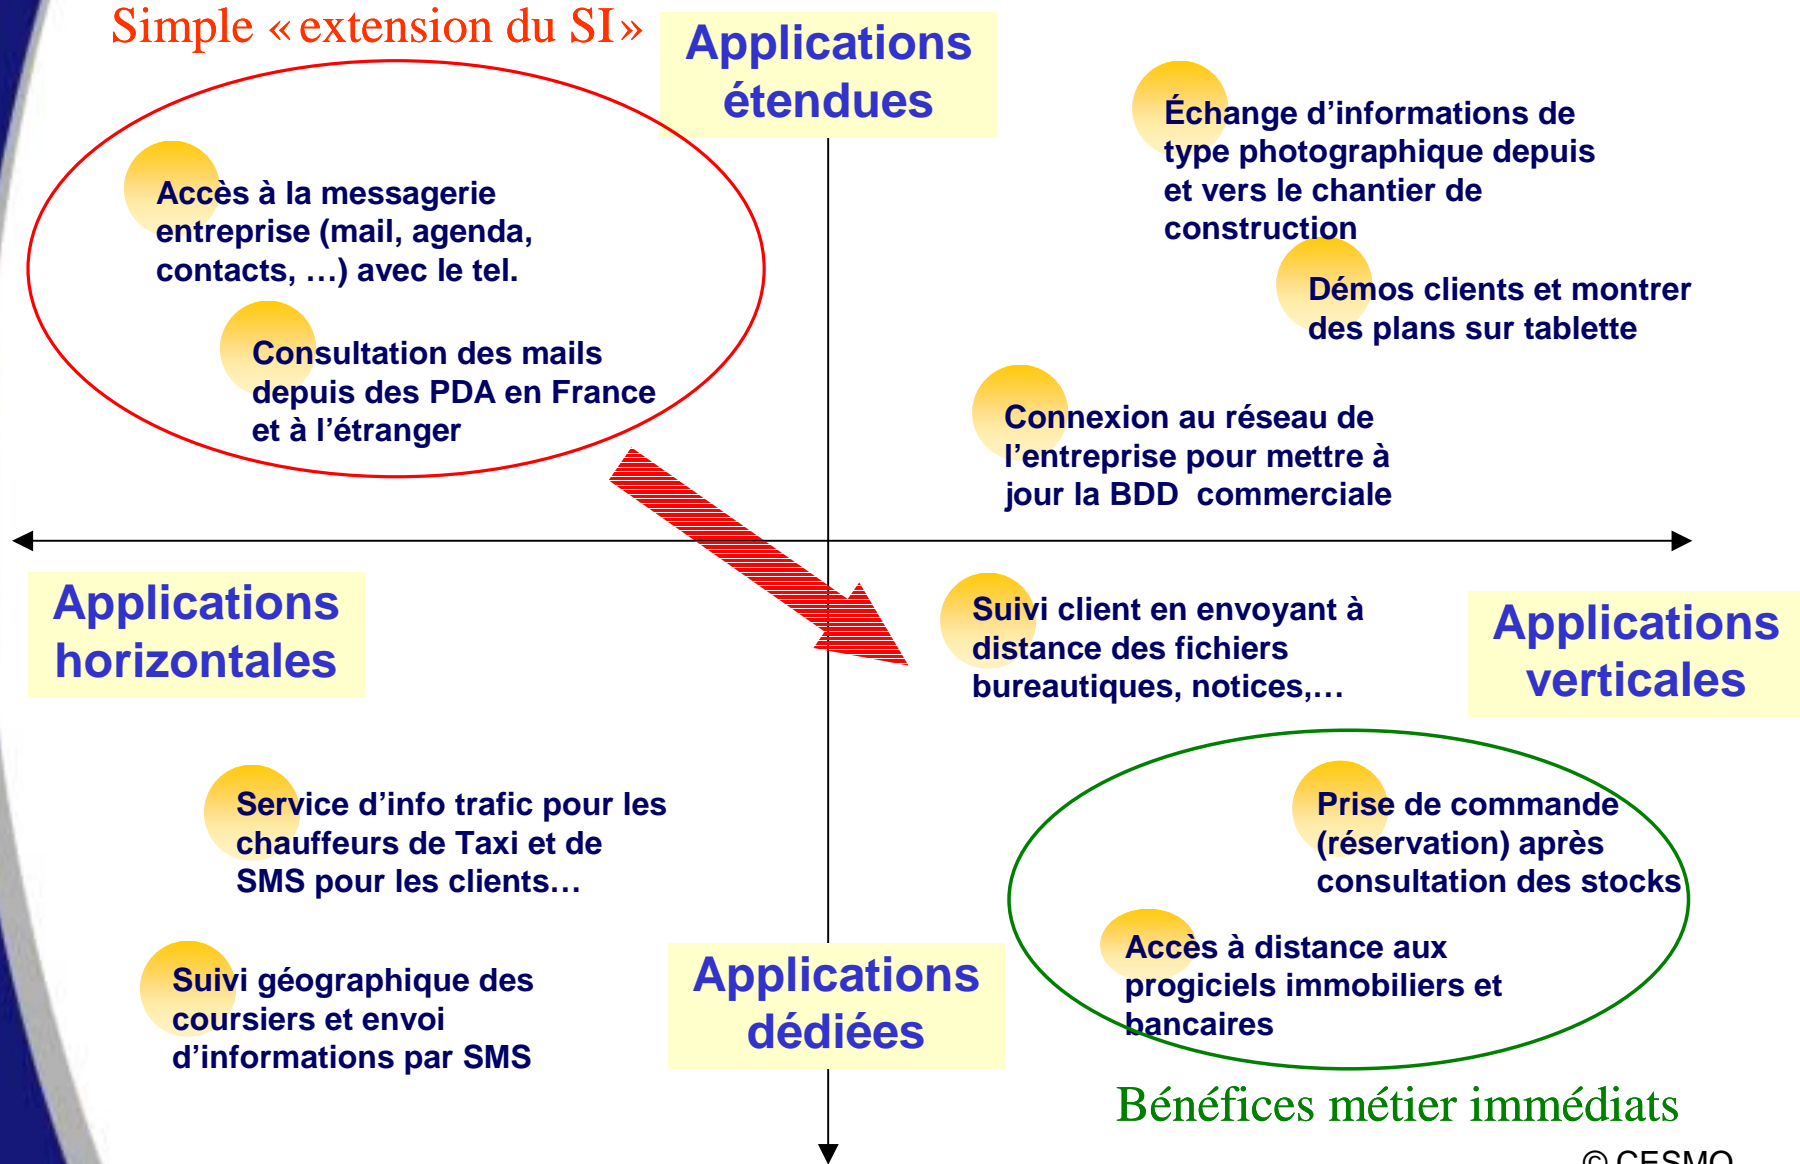 Simple «extension du SI»
Applications
étendues
Échange d’informations de
type photographique depuis
et vers le chantier de
construction
Accès à la messagerie
entreprise (mail, agenda,
contacts, …) avec le tel.
Démos clients et montrer
des plans sur tablette
Consultation des mails
depuis des PDA en France
et à l’étranger
Connexion au réseau de
l’entreprise pour mettre à
jour la BDD commerciale
Applications
horizontales
Suivi client en envoyant à
distance des fichiers
bureautiques, notices,…
Applications
verticales
Service d’info trafic pour les
chauffeurs de Taxi et de
SMS pour les clients…
Prise de commande
(réservation) après
consultation des stocks
Suivi géographique des
coursiers et envoi
d’informations par SMS
Applications
dédiées
Accès à distance aux
progiciels immobiliers et
bancaires
Bénéfices métier immédiats
© CESMO